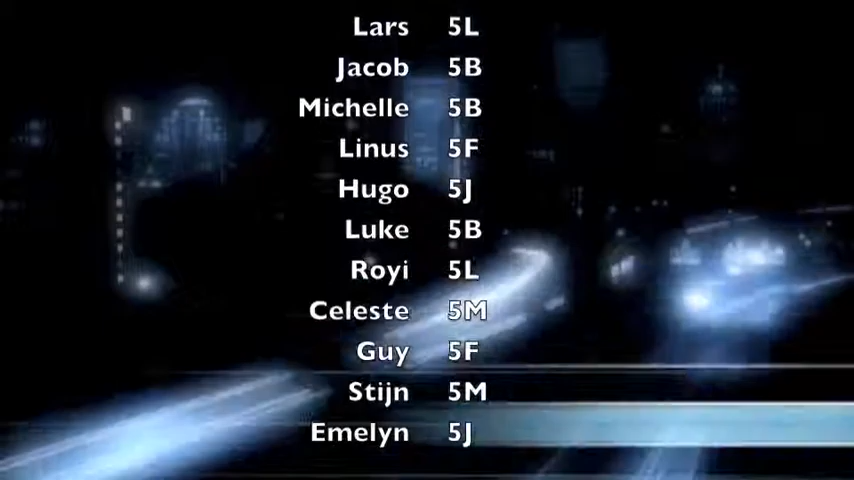 Lars 5L
Jacob 5B
Michelle 5B
Linus 5F
Hugo 5J
Luke 5B
Royi 5L
Celeste 5M
Guy 5F
Stijn 5M
Emelyn 5J